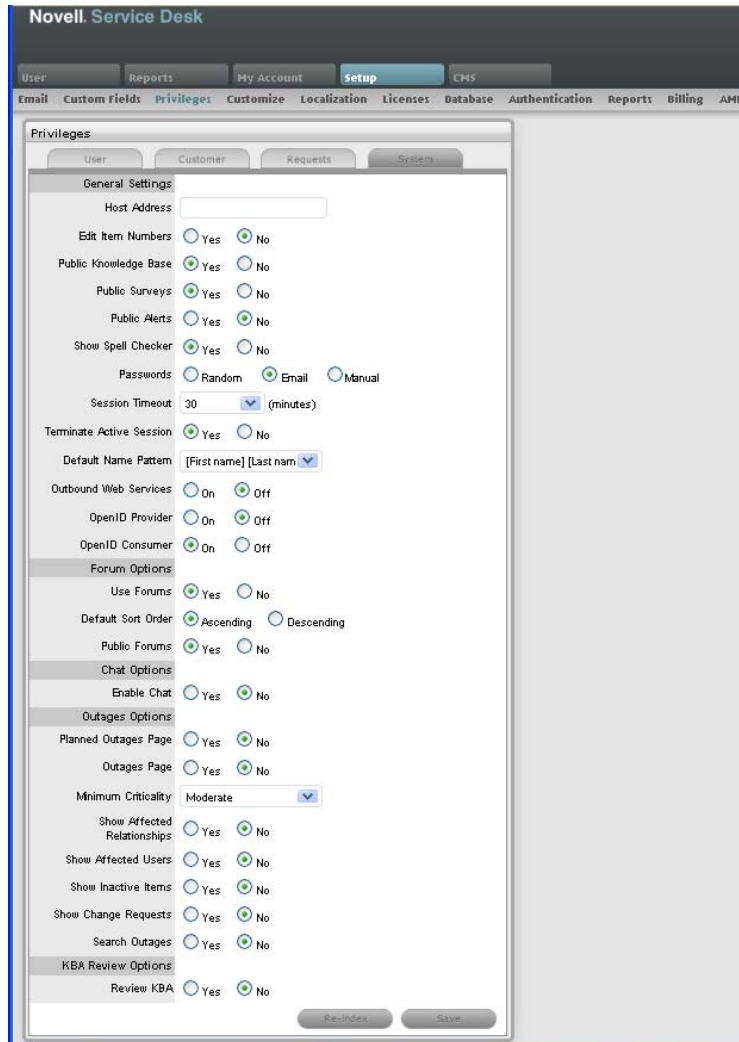 Novell. Service Desk
User Reports My Account Setup CMS
Email Custom Fields Privileges Customize Localization Licenses Database Authentication Reports Billing AMI
Privileges
User Customer Requests System
General Settings
Host Address
Edit Item Numbers Yes No
Public Knowledge Base Yes No
Public Surveys Yes No
Public Alerts Yes No
Show Spell Checker Yes No
Passwords Random Email Manual
Session Timeout 30 (minutes)
Terminate Active Session Yes No
Default Name Pattern [First name] [Last nam
Outbound Web Services On Off
OpenID Provider On Off
OpenID Consumer On Off
Forum Options
Use Forums Yes No
Default Sort Order Ascending Descending
Public Forums Yes No
Chat Options
Enable Chat Yes No
Outages Options
Planned Outages Page Yes No
Outages Page Yes No
Minimum Criticality Moderate
Show Affected
Relationships Yes No
Show Affected Users Yes No
Show Inactive Items Yes No
Show Change Requests Yes No
Search Outages Yes No
KBA Review Options
Review KBA Yes No
Re-index Save